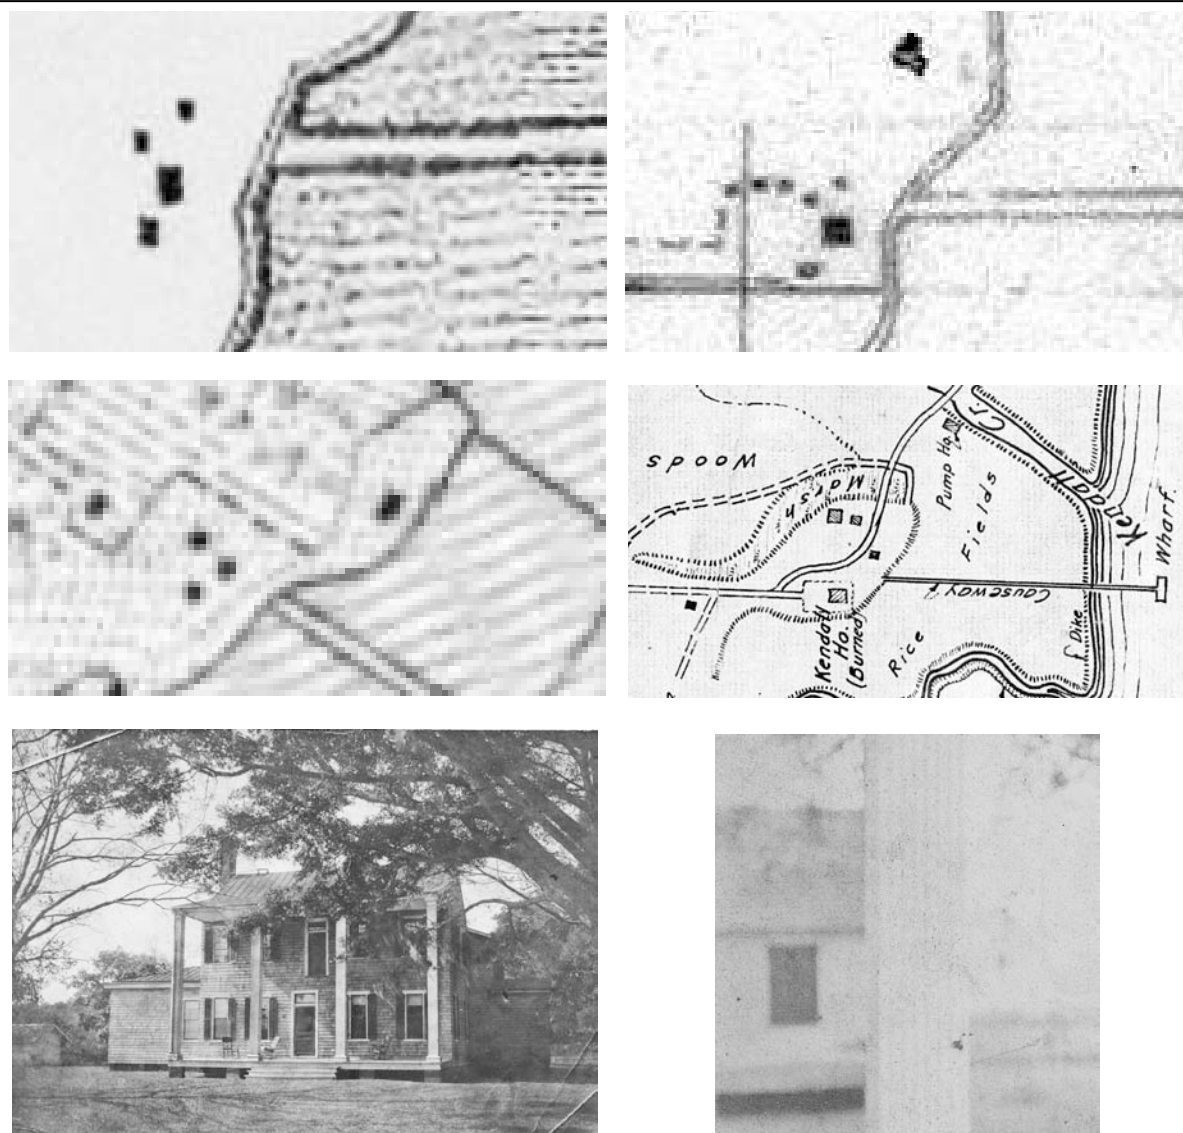 Woods
Marsh
Pump Ho.
Cr.
Kendall
Fields
Wharf.
Causeway
Kendall
Ho.
(Burned)
Rice
Dike